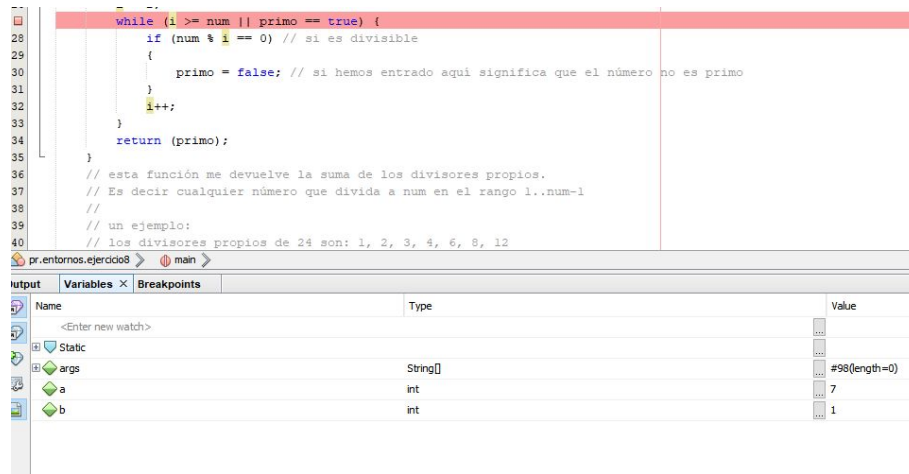 while (i >= num || primo == true) {
28 if (num % i == 0) // si es divisible
29 {
30 primo = false; // si hemos entrado aquí significa que el número no es primo
31 }
32 i++;
33 }
34 return (primo);
35 }
36 // esta función me devuelve la suma de los divisores propios.
37 // Es decir cualquier número que divida a num en el rango 1..num-1
38 //
39 // un ejemplo:
40 // los divisores propios de 24 son: 1, 2, 3, 4, 6, 8, 12
pr.entornos.ejercicio8 main
Variables × Breakpoints
Name Type Value
<Enter new watch> ...
Static ...
args String[] ... #98(length=0)
a int ... 7
b int ... 1